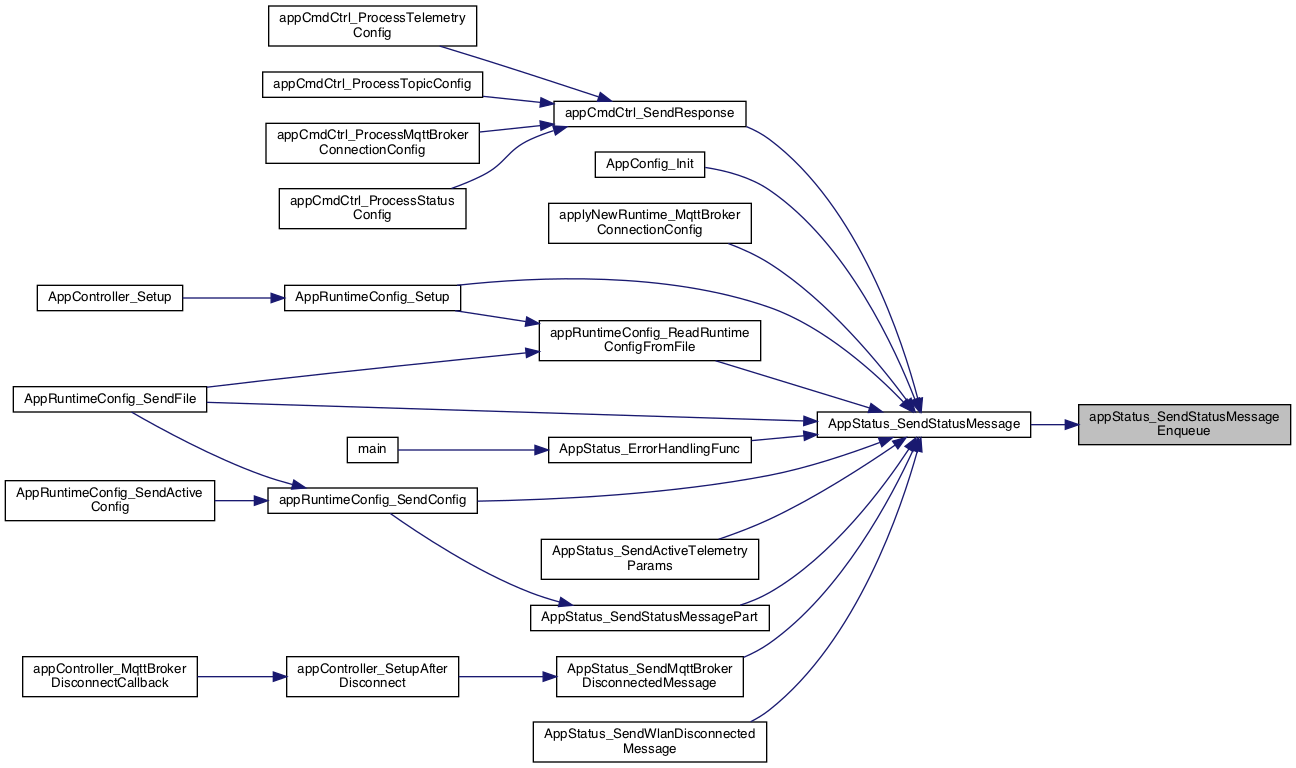 appCmdCtrl_ProcessTelemetry
Config
appCmdCtrl_ProcessTopicConfig
appCmdCtrl_SendResponse
appCmdCtrl_ProcessMqttBroker
ConnectionConfig
AppConfig_Init
appCmdCtrl_ProcessStatus
Config
applyNewRuntime_MqttBroker
ConnectionConfig
AppController_Setup
AppRuntimeConfig_Setup
appRuntimeConfig_ReadRuntime
ConfigFromFile
AppRuntimeConfig_SendFile
AppStatus_SendStatusMessage
appStatus_SendStatusMessage
Enqueue
main
AppStatus_ErrorHandlingFunc
AppRuntimeConfig_SendActive
Config
appRuntimeConfig_SendConfig
AppStatus_SendActiveTelemetry
Params
AppStatus_SendStatusMessagePart
appController_MqttBroker
DisconnectCallback
appController_SetupAfter
Disconnect
AppStatus_SendMqttBroker
DisconnectedMessage
AppStatus_SendWlanDisconnected
Message